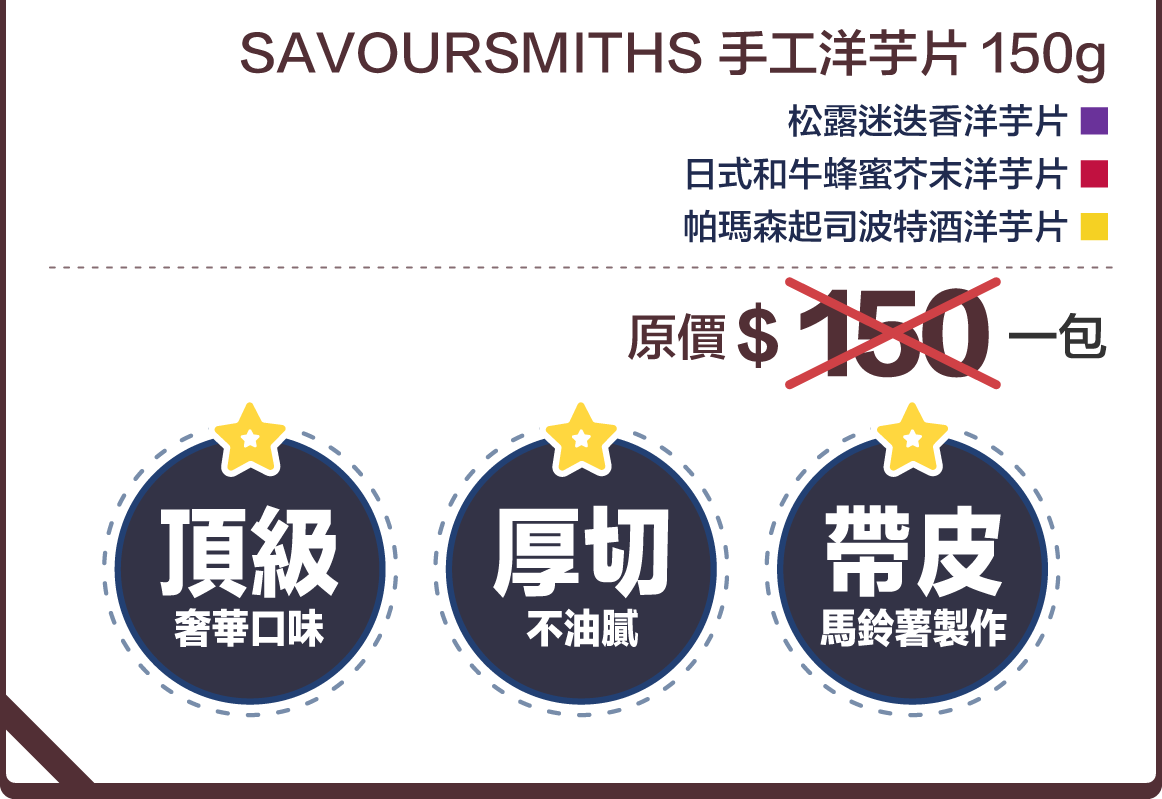 SAVOURSMITHS 手工洋芋片 150g
松露迷迭香洋芋片
日式和牛蜂蜜芥末洋芋片
帕瑪森起司波特酒洋芋片
原價 $ 150 一包
頂級
奢華口味
厚切
不油膩
帶皮
馬鈴薯製作